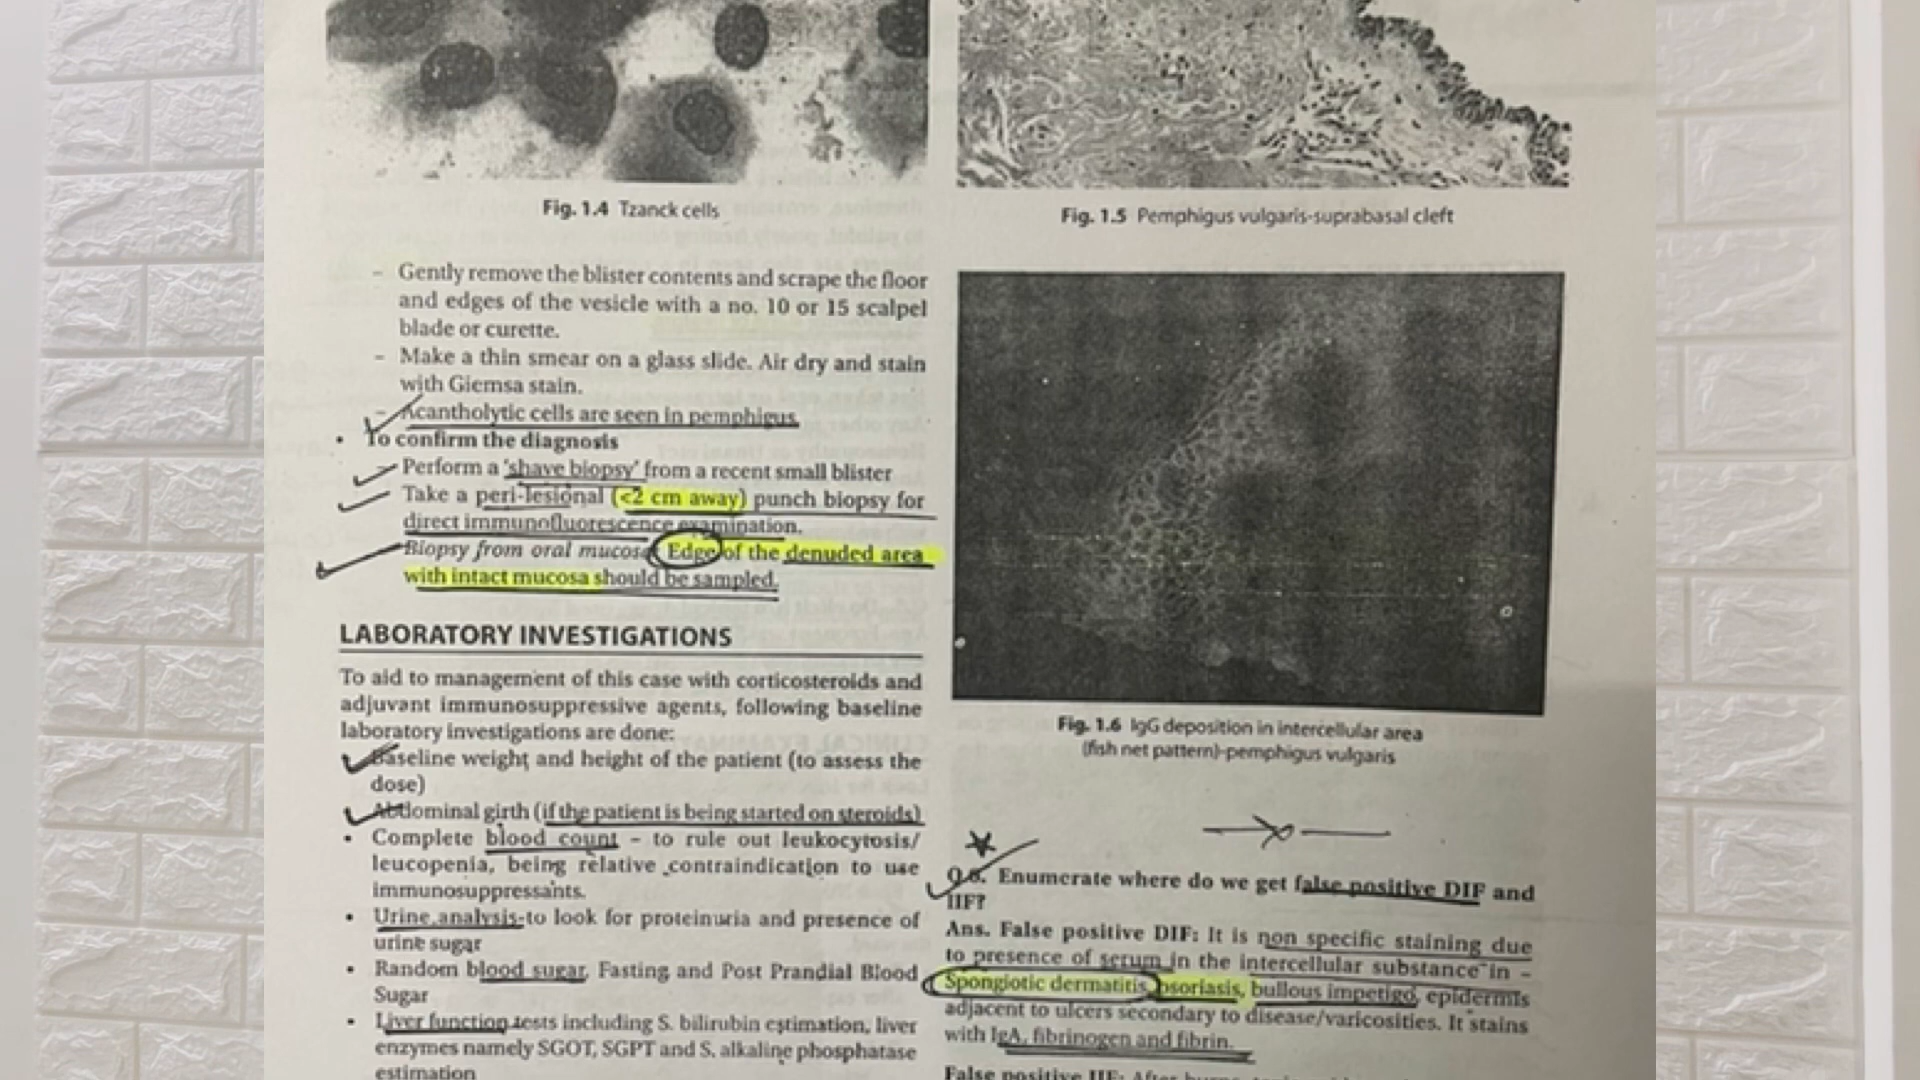 Fig. 1.4 Tzanck cells
- Gently remove the blister contents and scrape the floor
and edges of the vesicle with a no. 10 or 15 scalpel
blade or curette.
- Make a thin smear on a glass slide. Air dry and stain
with Giemsa stain.
- Acantholytic cells are seen in pemphigus.
• To confirm the diagnosis
Perform a 'shave biopsy' from a recent small blister
Take a peri-lesional (<2 cm away) punch biopsy for
direct immunofluorescence examination.
Biopsy from oral mucosa: Edge of the denuded area
with intact mucosa should be sampled.
LABORATORY INVESTIGATIONS
To aid to management of this case with corticosteroids and
adjuvant immunosuppressive agents, following baseline
laboratory investigations are done:
Baseline weight and height of the patient (to assess the
dose)
Abdominal girth (if the patient is being started on steroids)
• Complete blood count – to rule out leukocytosis/
leucopenia, being relative contraindication to use
immunosuppressants.
• Urine analysis-to look for proteinuria and presence of
urine sugar
• Random blood sugar, Fasting and Post Prandial Blood
Sugar
• Liver function tests including S. bilirubin estimation, liver
enzymes namely SGOT, SGPT and S. alkaline phosphatase
estimation
Fig. 1.5 Pemphigus vulgaris-suprabasal cleft
Fig. 1.6 IgG deposition in intercellular area
(fish net pattern)-pemphigus vulgaris
Enumerate where do we get false positive DIF and
IIF?
Ans. False positive DIF: It is non specific staining due
to presence of serum in the intercellular substance in –
Spongiotic dermatitis, psoriasis, bullous impetigo, epidermis
adjacent to ulcers secondary to disease/varicosities. It stains
with IgA, fibrinogen and fibrin.
False positive IIF: After burns,